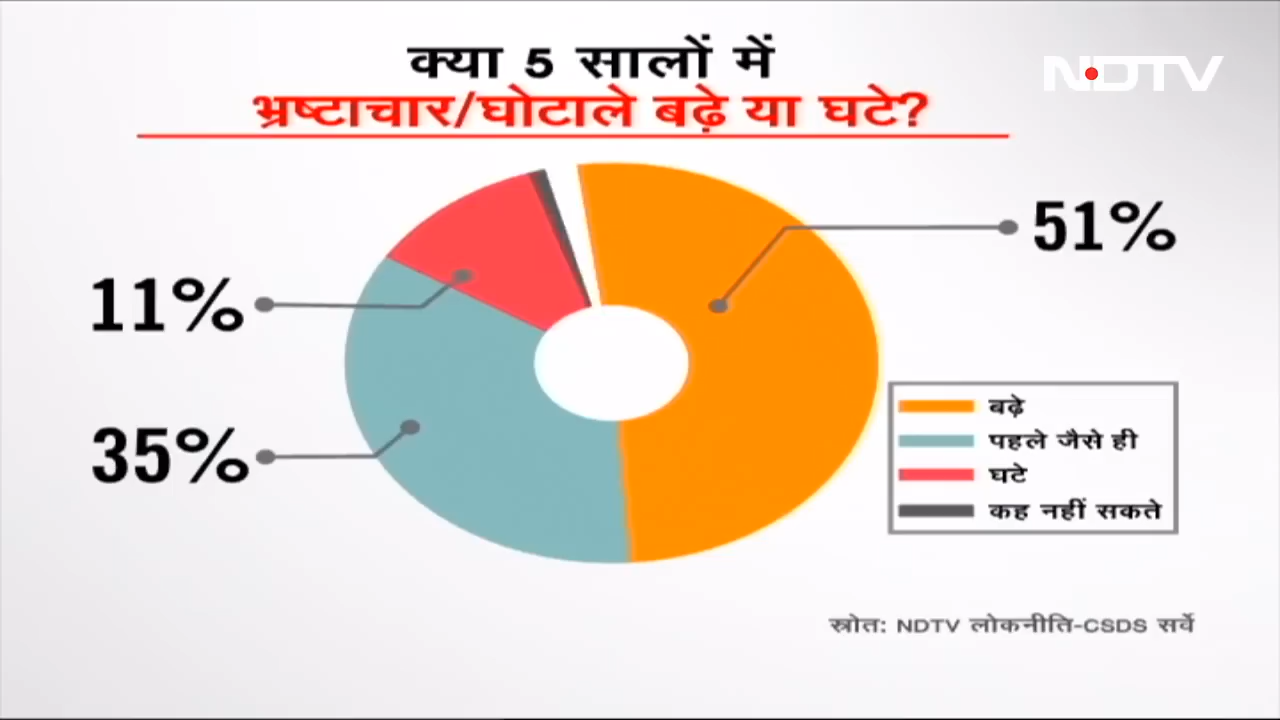 क्या 5 सालों में
भ्रष्टाचार/घोटाले बढ़े या घटे?
NDTV
51%
11%
35%
बढ़े
पहले जैसे ही
घटे
कह नहीं सकते
स्रोत: NDTV लोकनीति-CSDS सर्वे